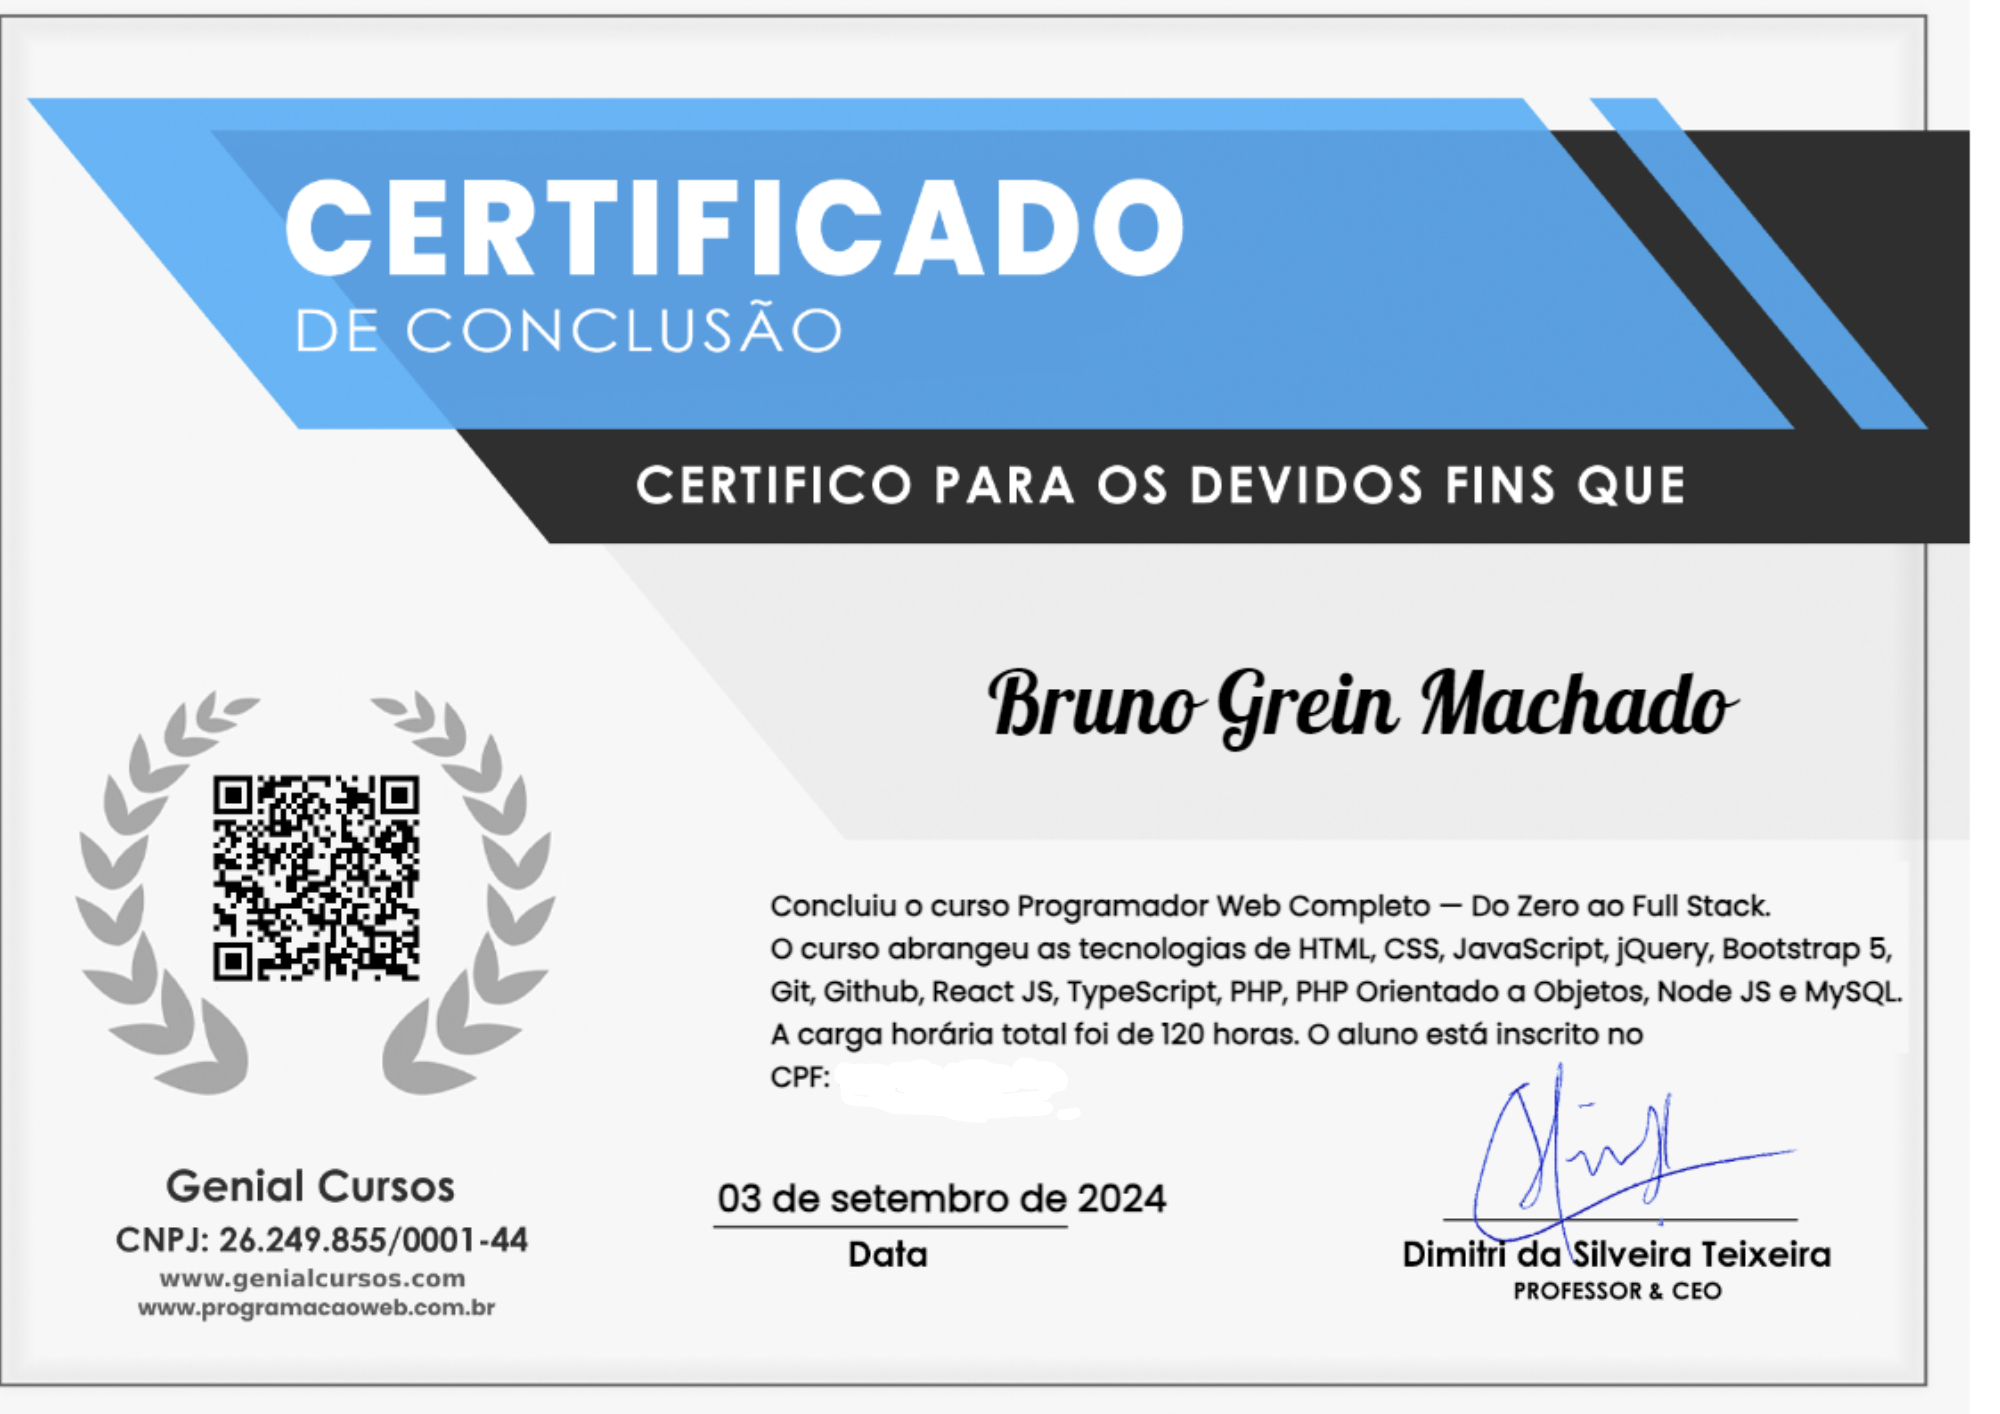 CERTIFICADO
DE CONCLUSÃO
CERTIFICO PARA OS DEVIDOS FINS QUE
Bruno Grein Machado
Concluiu o curso Programador Web Completo — Do Zero ao Full Stack.
O curso abrangeu as tecnologias de HTML, CSS, JavaScript, jQuery, Bootstrap 5,
Git, Github, React JS, TypeScript, PHP, PHP Orientado a Objetos, Node JS e MySQL.
A carga horária total foi de 120 horas. O aluno está inscrito no
CPF:
Genial Cursos
CNPJ: 26.249.855/0001-44
www.genialcursos.com
www.programacaoweb.com.br
03 de setembro de 2024
Data
Dimitri da Silveira Teixeira
PROFESSOR & CEO